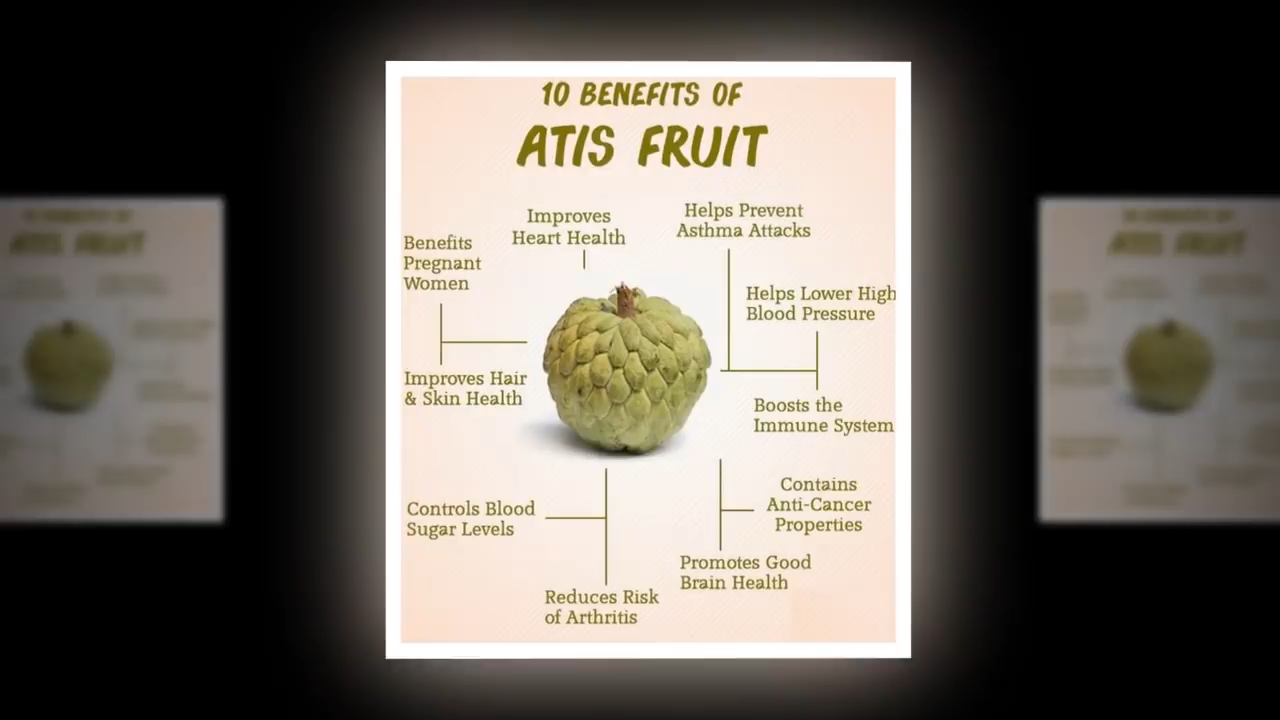 10 BENEFITS OF
ATIS FRUIT
Improves
Heart Health
Helps Prevent
Asthma Attacks
Benefits
Pregnant
Women
Helps Lower High
Blood Pressure
Improves Hair
& Skin Health
Boosts the
Immune System
Controls Blood
Sugar Levels
Contains
Anti-Cancer
Properties
Promotes Good
Brain Health
Reduces Risk
of Arthritis